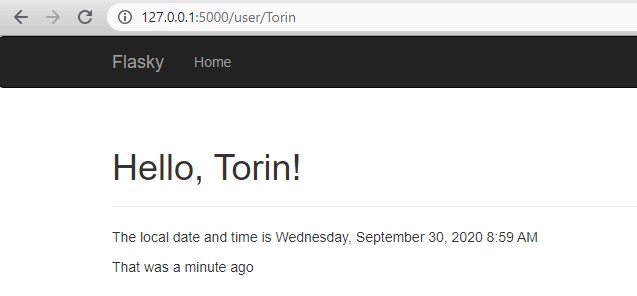 127.0.0.1:5000/user/Torin
Flasky Home
Hello, Torin!
The local date and time is Wednesday, September 30, 2020 8:59 AM
That was a minute ago